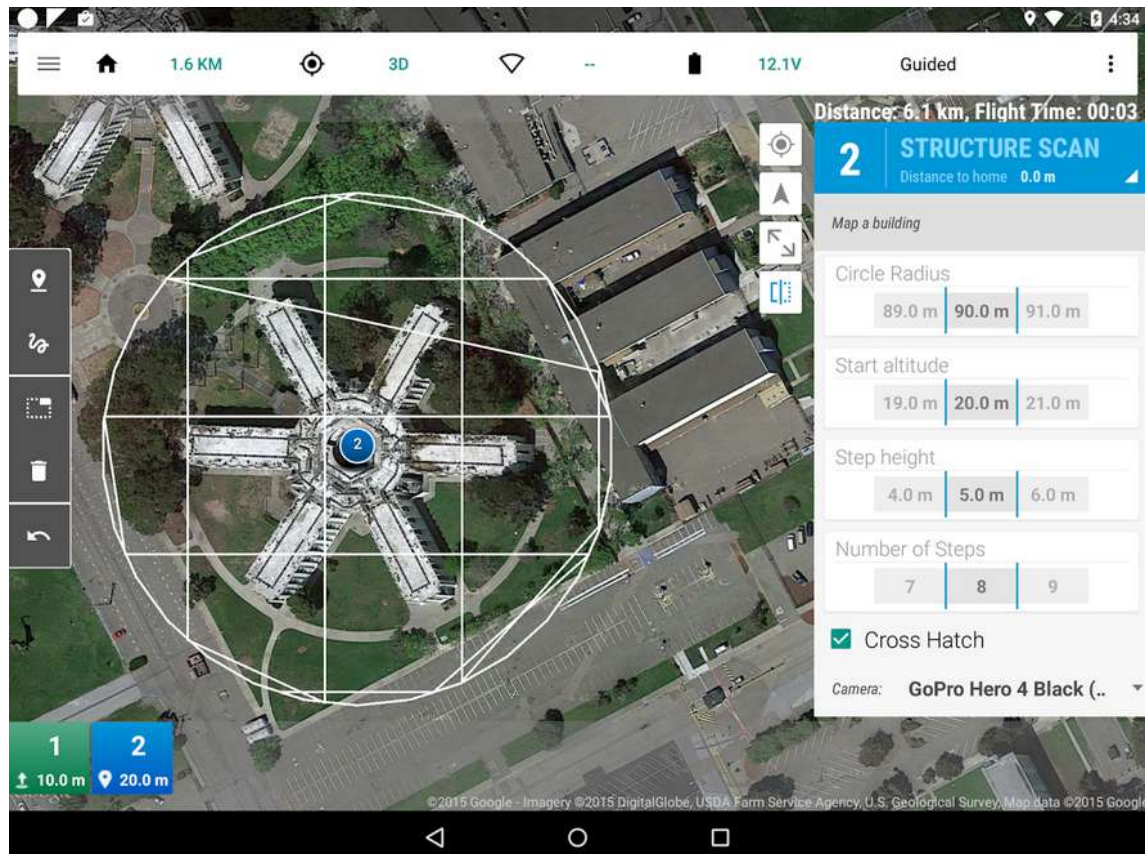 4:34
1.6 KM 3D -- 12.1V Guided
Distance: 6.1 km, Flight Time: 00:03
2 STRUCTURE SCAN
Distance to home 0.0 m
Map a building
Circle Radius
89.0 m 90.0 m 91.0 m
Start altitude
19.0 m 20.0 m 21.0 m
Step height
4.0 m 5.0 m 6.0 m
Number of Steps
7 8 9
Cross Hatch
Camera: GoPro Hero 4 Black (..
2
1 2
10.0 m 20.0 m
©2015 Google - Imagery ©2015 DigitalGlobe, USDA Farm Service Agency, U.S. Geological Survey, Map data ©2015 Google